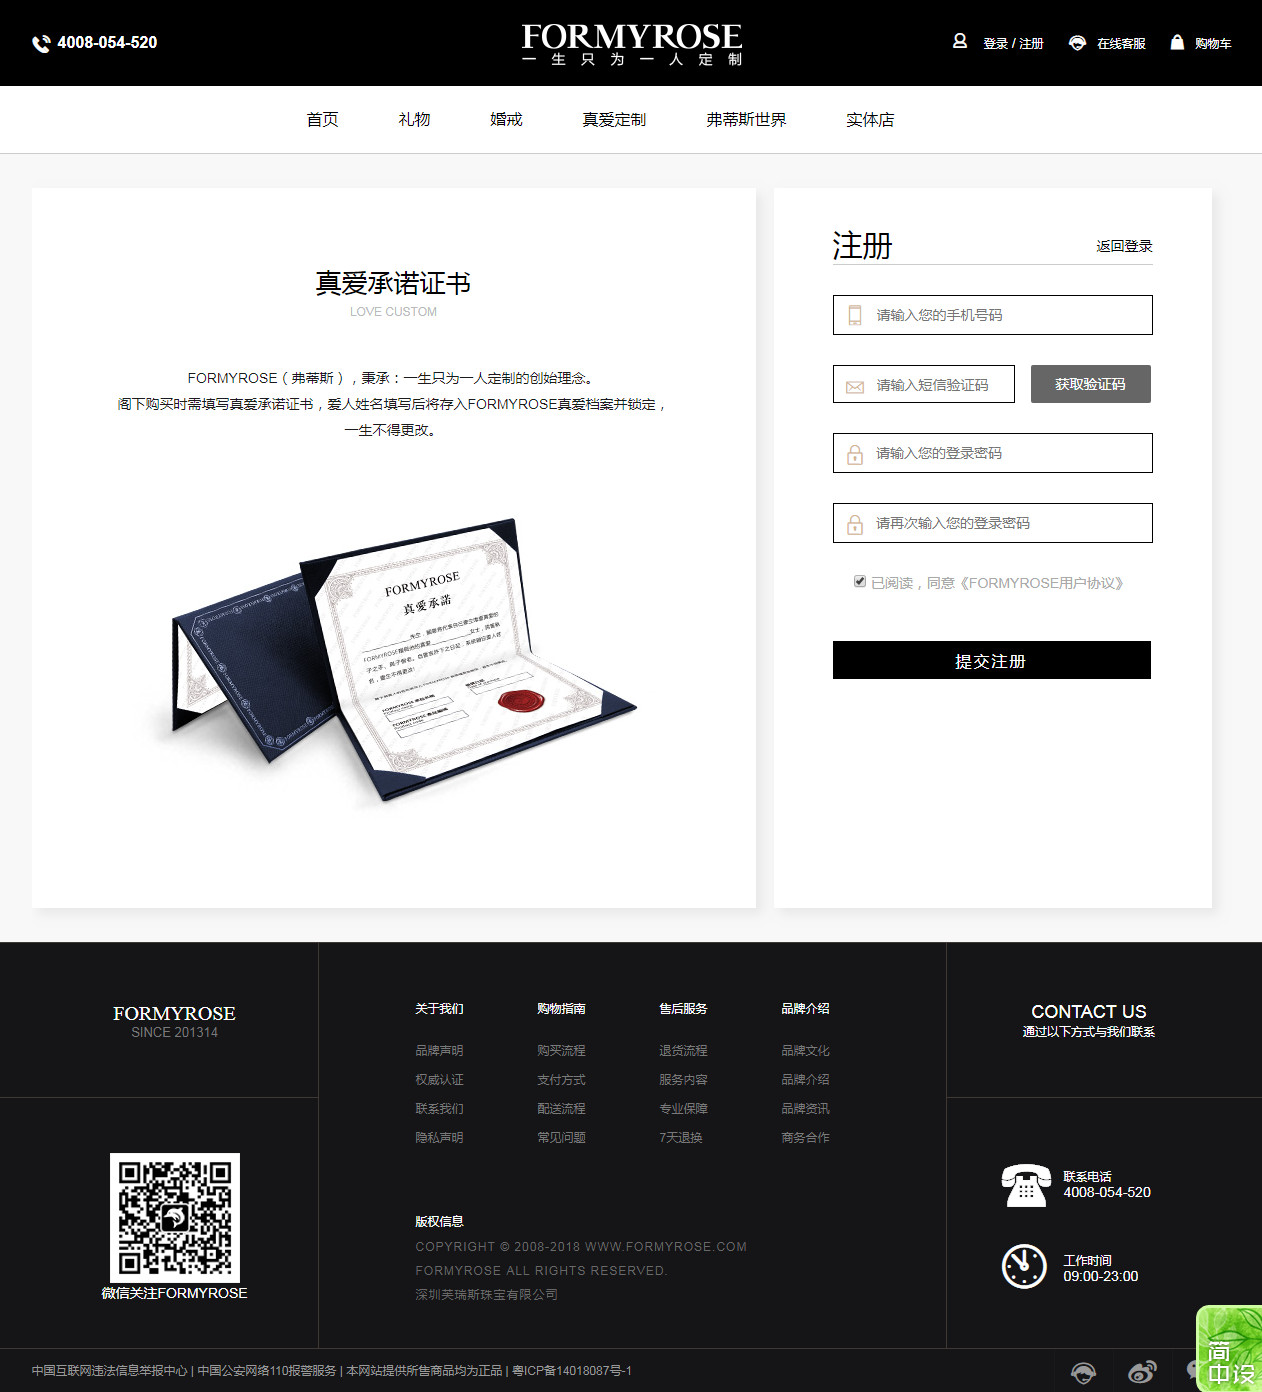 4008-054-520
FORMYROSE
一生只为一人定制
登录 / 注册
在线客服
购物车
首页
礼物
婚戒
真爱定制
弗蒂斯世界
实体店
真爱承诺证书
LOVE CUSTOM
FORMYROSE（弗蒂斯），秉承：一生只为一人定制的创始理念。
阁下购买时需填写真爱承诺证书，爱人姓名填写后将存入FORMYROSE真爱档案并锁定，
一生不得更改。
FORMYROSE
真愛承諾
注册
返回登录
请输入您的手机号码
请输入短信验证码
获取验证码
请输入您的登录密码
请再次输入您的登录密码
已阅读，同意《FORMYROSE用户协议》
提交注册
FORMYROSE
SINCE 201314
微信关注FORMYROSE
关于我们
品牌声明
权威认证
联系我们
隐私声明
购物指南
购买流程
支付方式
配送流程
常见问题
售后服务
退货流程
服务内容
专业保障
7天退换
品牌介绍
品牌文化
品牌介绍
品牌资讯
商务合作
版权信息
COPYRIGHT © 2008-2018 WWW.FORMYROSE.COM
FORMYROSE ALL RIGHTS RESERVED.
深圳芙瑞斯珠宝有限公司
CONTACT US
通过以下方式与我们联系
联系电话
4008-054-520
工作时间
09:00-23:00
中国互联网违法信息举报中心 | 中国公安网络110报警服务 | 本网站提供所售商品均为正品 | 粤ICP备14018087号-1
简
中设